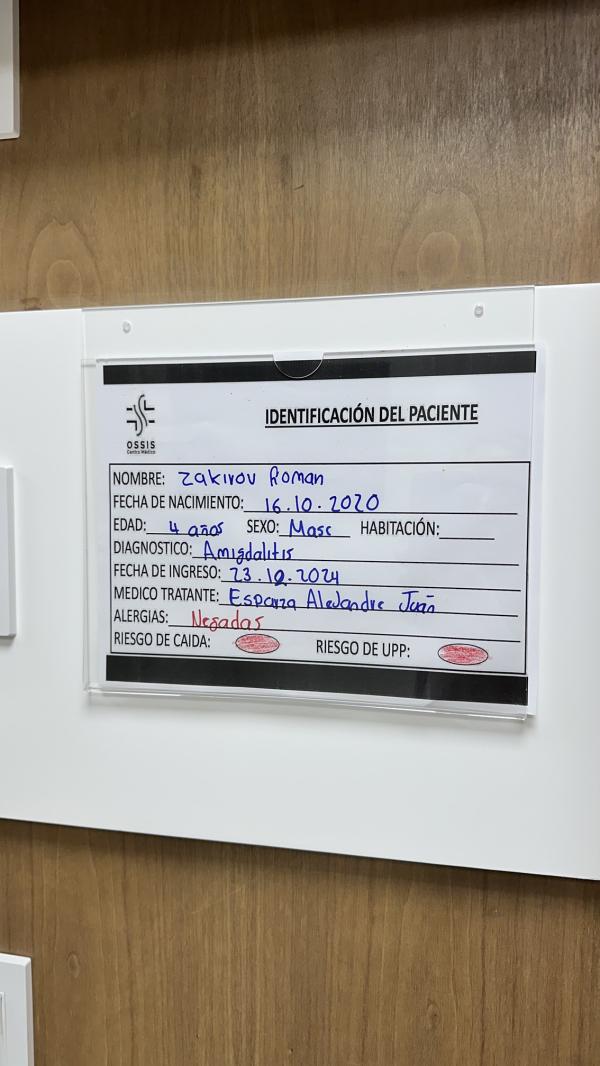 OSSIS
Centro Médico
IDENTIFICACIÓN DEL PACIENTE
NOMBRE: Zakirov Roman
FECHA DE NACIMIENTO: 16.10.2020
EDAD: 4 años SEXO: Masc HABITACIÓN:
DIAGNOSTICO: Amigdalitis
FECHA DE INGRESO: 23.12.2024
MEDICO TRATANTE: Esparza Alejandre Juan
ALERGIAS: Negadas
RIESGO DE CAIDA: RIESGO DE UPP: